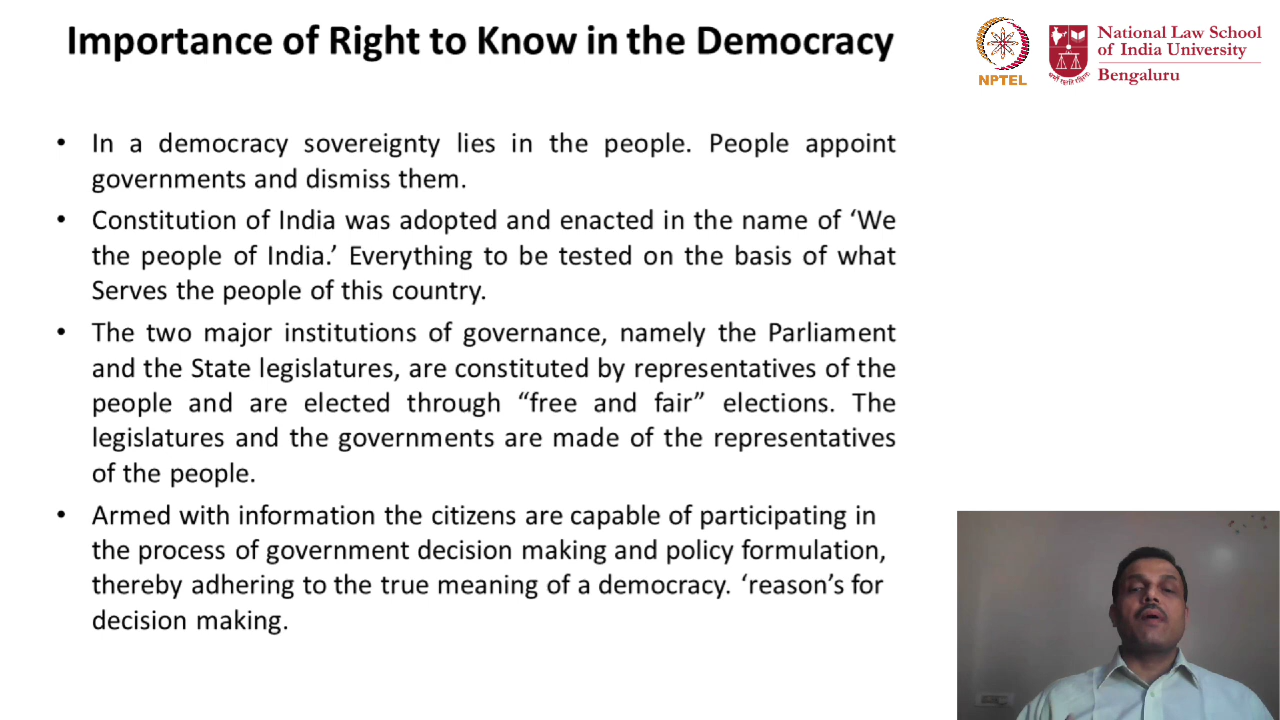 Importance of Right to Know in the Democracy
NPTEL
National Law School
of India University
Bengaluru
• In a democracy sovereignty lies in the people. People appoint
governments and dismiss them.
• Constitution of India was adopted and enacted in the name of ‘We
the people of India.’ Everything to be tested on the basis of what
Serves the people of this country.
• The two major institutions of governance, namely the Parliament
and the State legislatures, are constituted by representatives of the
people and are elected through “free and fair” elections. The
legislatures and the governments are made of the representatives
of the people.
• Armed with information the citizens are capable of participating in
the process of government decision making and policy formulation,
thereby adhering to the true meaning of a democracy. ‘reason’s for
decision making.